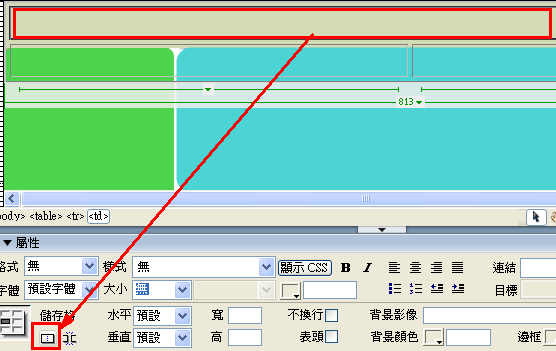 813
<body> <table> <tr> <td>
屬性
格式 無 樣式 無 顯示 CSS B I 連結
字體 預設字體 大小 無 目標
儲存格 水平 預設 寬 不換行 背景影像
垂直 預設 高 表頭 背景顏色 邊框